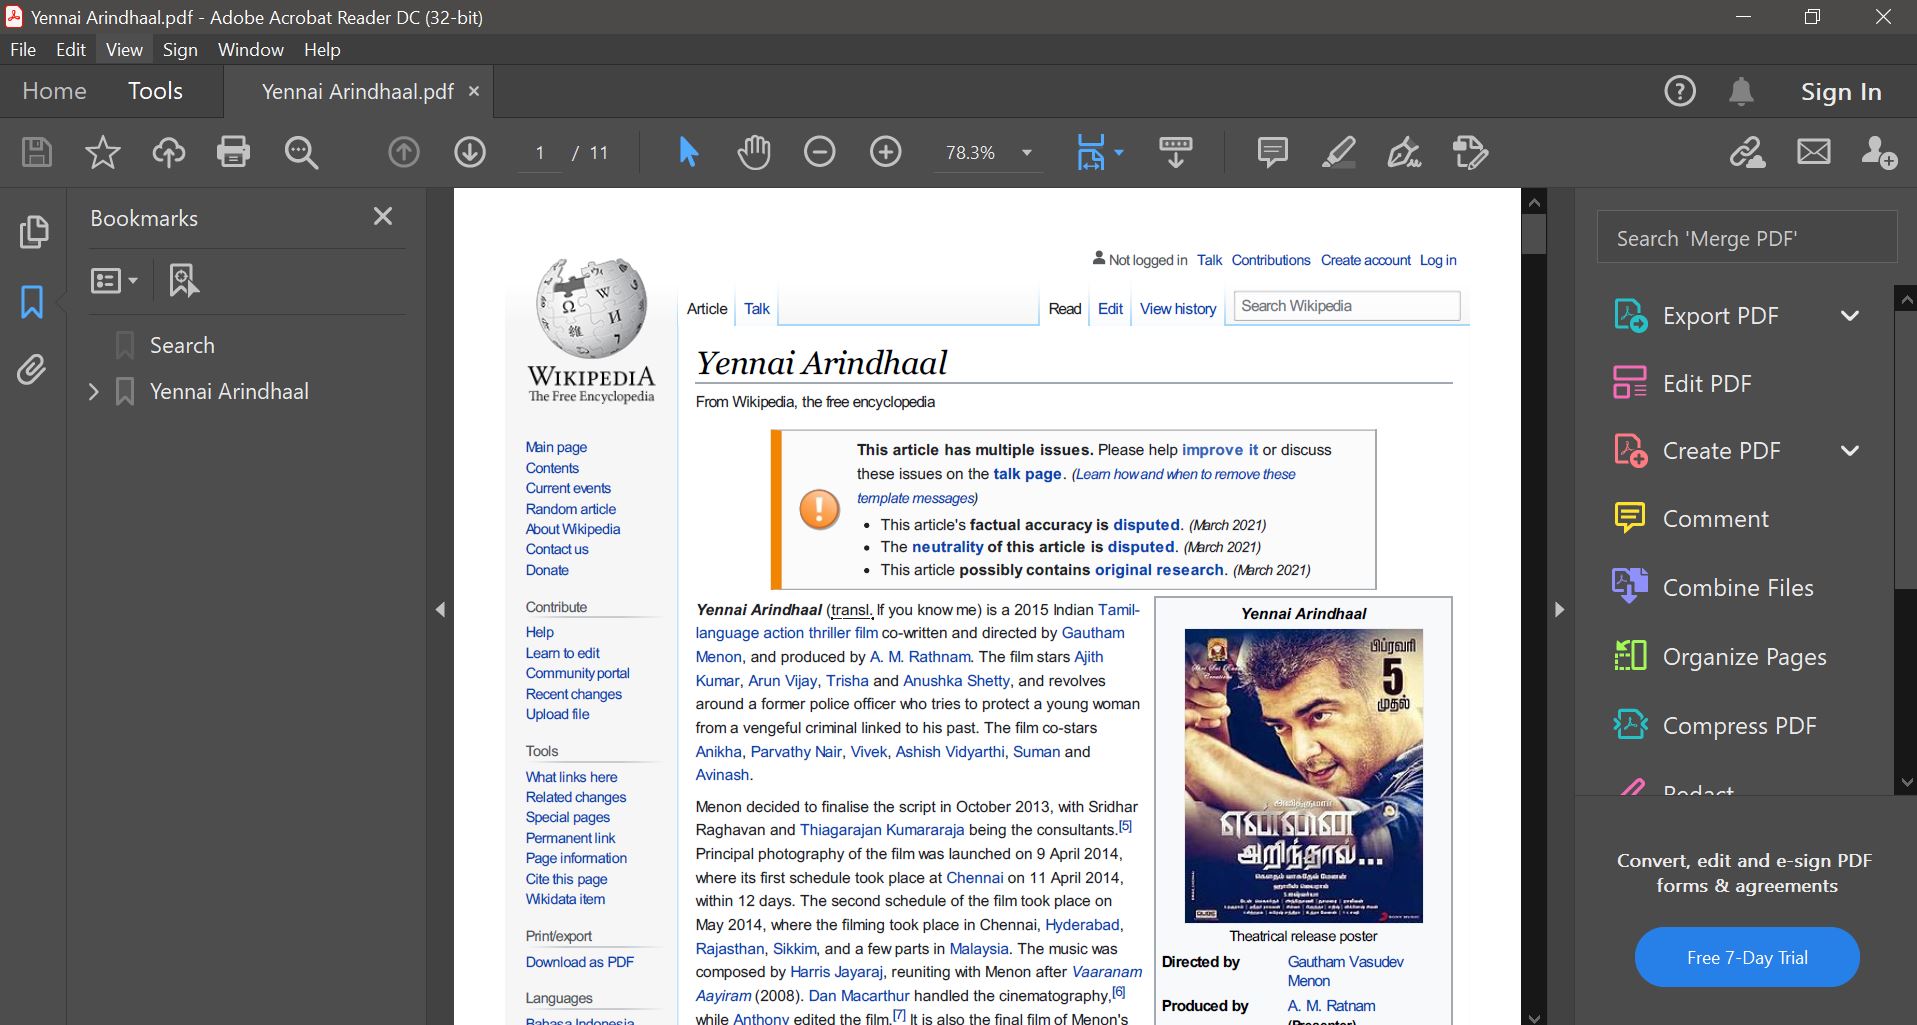 Yennai Arindhaal.pdf - Adobe Acrobat Reader DC (32-bit)
File Edit View Sign Window Help
Home Tools Yennai Arindhaal.pdf × Sign In
1 / 11 78.3%
Bookmarks
Search
Yennai Arindhaal
Not logged in Talk Contributions Create account Log in
Article Talk Read Edit View history Search Wikipedia
WIKIPEDIA
The Free Encyclopedia
Main page
Contents
Current events
Random article
About Wikipedia
Contact us
Donate
Contribute
Help
Learn to edit
Community portal
Recent changes
Upload file
Tools
What links here
Related changes
Special pages
Permanent link
Page information
Cite this page
Wikidata item
Print/export
Download as PDF
Languages
Bahasa Indonesia
Yennai Arindhaal
From Wikipedia, the free encyclopedia
This article has multiple issues. Please help improve it or discuss
these issues on the talk page. (Learn how and when to remove these
template messages)
• This article's factual accuracy is disputed. (March 2021)
• The neutrality of this article is disputed. (March 2021)
• This article possibly contains original research. (March 2021)
Yennai Arindhaal (transl. If you know me) is a 2015 Indian Tamil-
language action thriller film co-written and directed by Gautham
Menon, and produced by A. M. Rathnam. The film stars Ajith
Kumar, Arun Vijay, Trisha and Anushka Shetty, and revolves
around a former police officer who tries to protect a young woman
from a vengeful criminal linked to his past. The film co-stars
Anikha, Parvathy Nair, Vivek, Ashish Vidyarthi, Suman and
Avinash.
Menon decided to finalise the script in October 2013, with Sridhar
Raghavan and Thiagarajan Kumararaja being the consultants.[5]
Principal photography of the film was launched on 9 April 2014,
where its first schedule took place at Chennai on 11 April 2014,
within 12 days. The second schedule of the film took place on
May 2014, where the filming took place in Chennai, Hyderabad,
Rajasthan, Sikkim, and a few parts in Malaysia. The music was
composed by Harris Jayaraj, reuniting with Menon after Vaaranam
Aayiram (2008). Dan Macarthur handled the cinematography,[6]
while Anthony edited the film.[7] It is also the final film of Menon's
Yennai Arindhaal
பிப்ரவரி
5
முதல்
என்னை
அறிந்தால்...
Theatrical release poster
Directed by Gautham Vasudev
Menon
Produced by A. M. Ratnam
(Presenter)
Search 'Merge PDF'
Export PDF
Edit PDF
Create PDF
Comment
Combine Files
Organize Pages
Compress PDF
Redact
Convert, edit and e-sign PDF
forms & agreements
Free 7-Day Trial